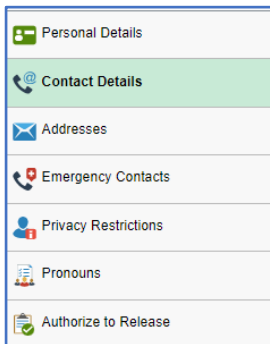 Personal Details
Contact Details
Addresses
Emergency Contacts
Privacy Restrictions
Pronouns
Authorize to Release